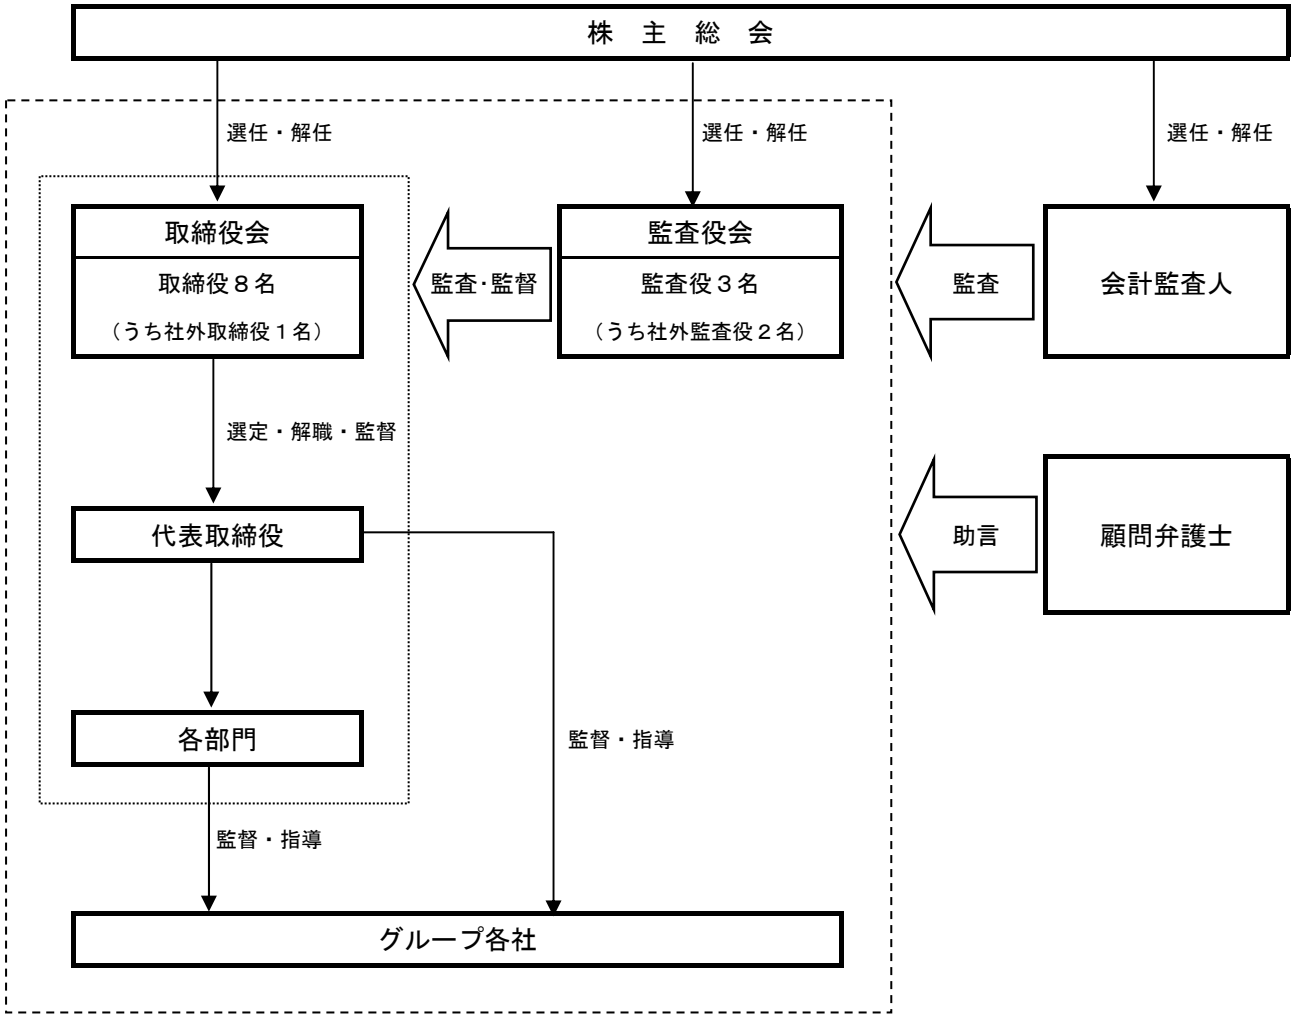 株　主　総　会
選任・解任
選任・解任
選任・解任
取締役会
取締役８名
（うち社外取締役１名）
監査・監督
監査役会
監査役３名
（うち社外監査役２名）
監査
会計監査人
選定・解職・監督
代表取締役
助言
顧問弁護士
各部門
監督・指導
監督・指導
グループ各社